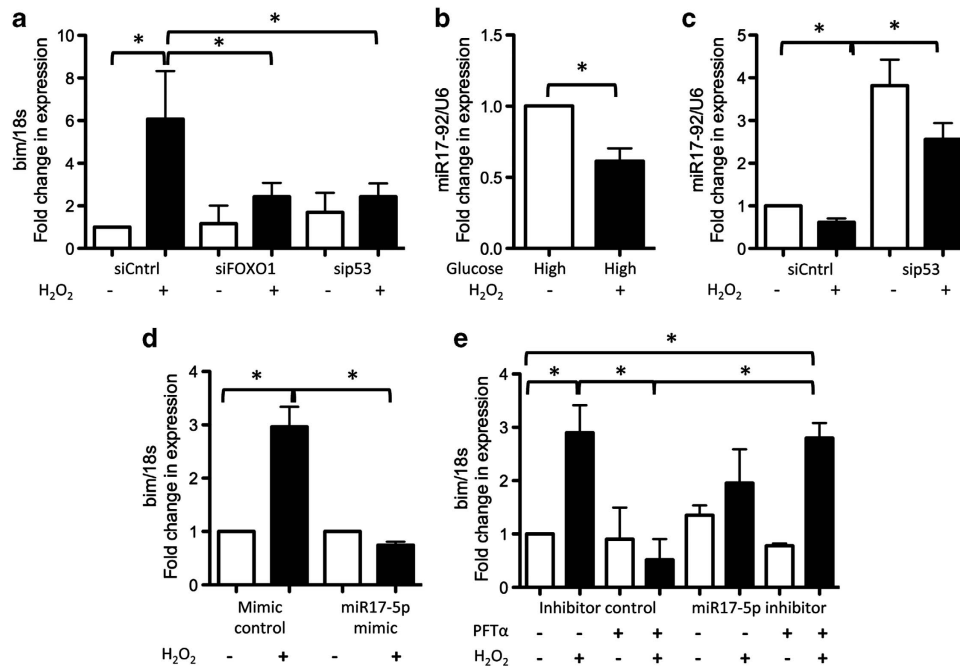 a
bim/18s
Fold change in expression
10
8
6
4
2
0
* * *
siCntrl siFOXO1 sip53
H₂O₂ - + - + - +
b
miR17-92/U6
Fold change in expression
1.5
1.0
0.5
0.0
*
Glucose High High
H₂O₂ - +
c
miR17-92/U6
Fold change in expression
5
4
3
2
1
0
* *
siCntrl sip53
H₂O₂ - + - +
d
bim/18s
Fold change in expression
4
3
2
1
0
* *
Mimic control miR17-5p mimic
H₂O₂ - + - +
e
bim/18s
Fold change in expression
4
3
2
1
0
*
* * *
Inhibitor control miR17-5p inhibitor
PFTα - - + + - - + +
H₂O₂ - + - + - + - +